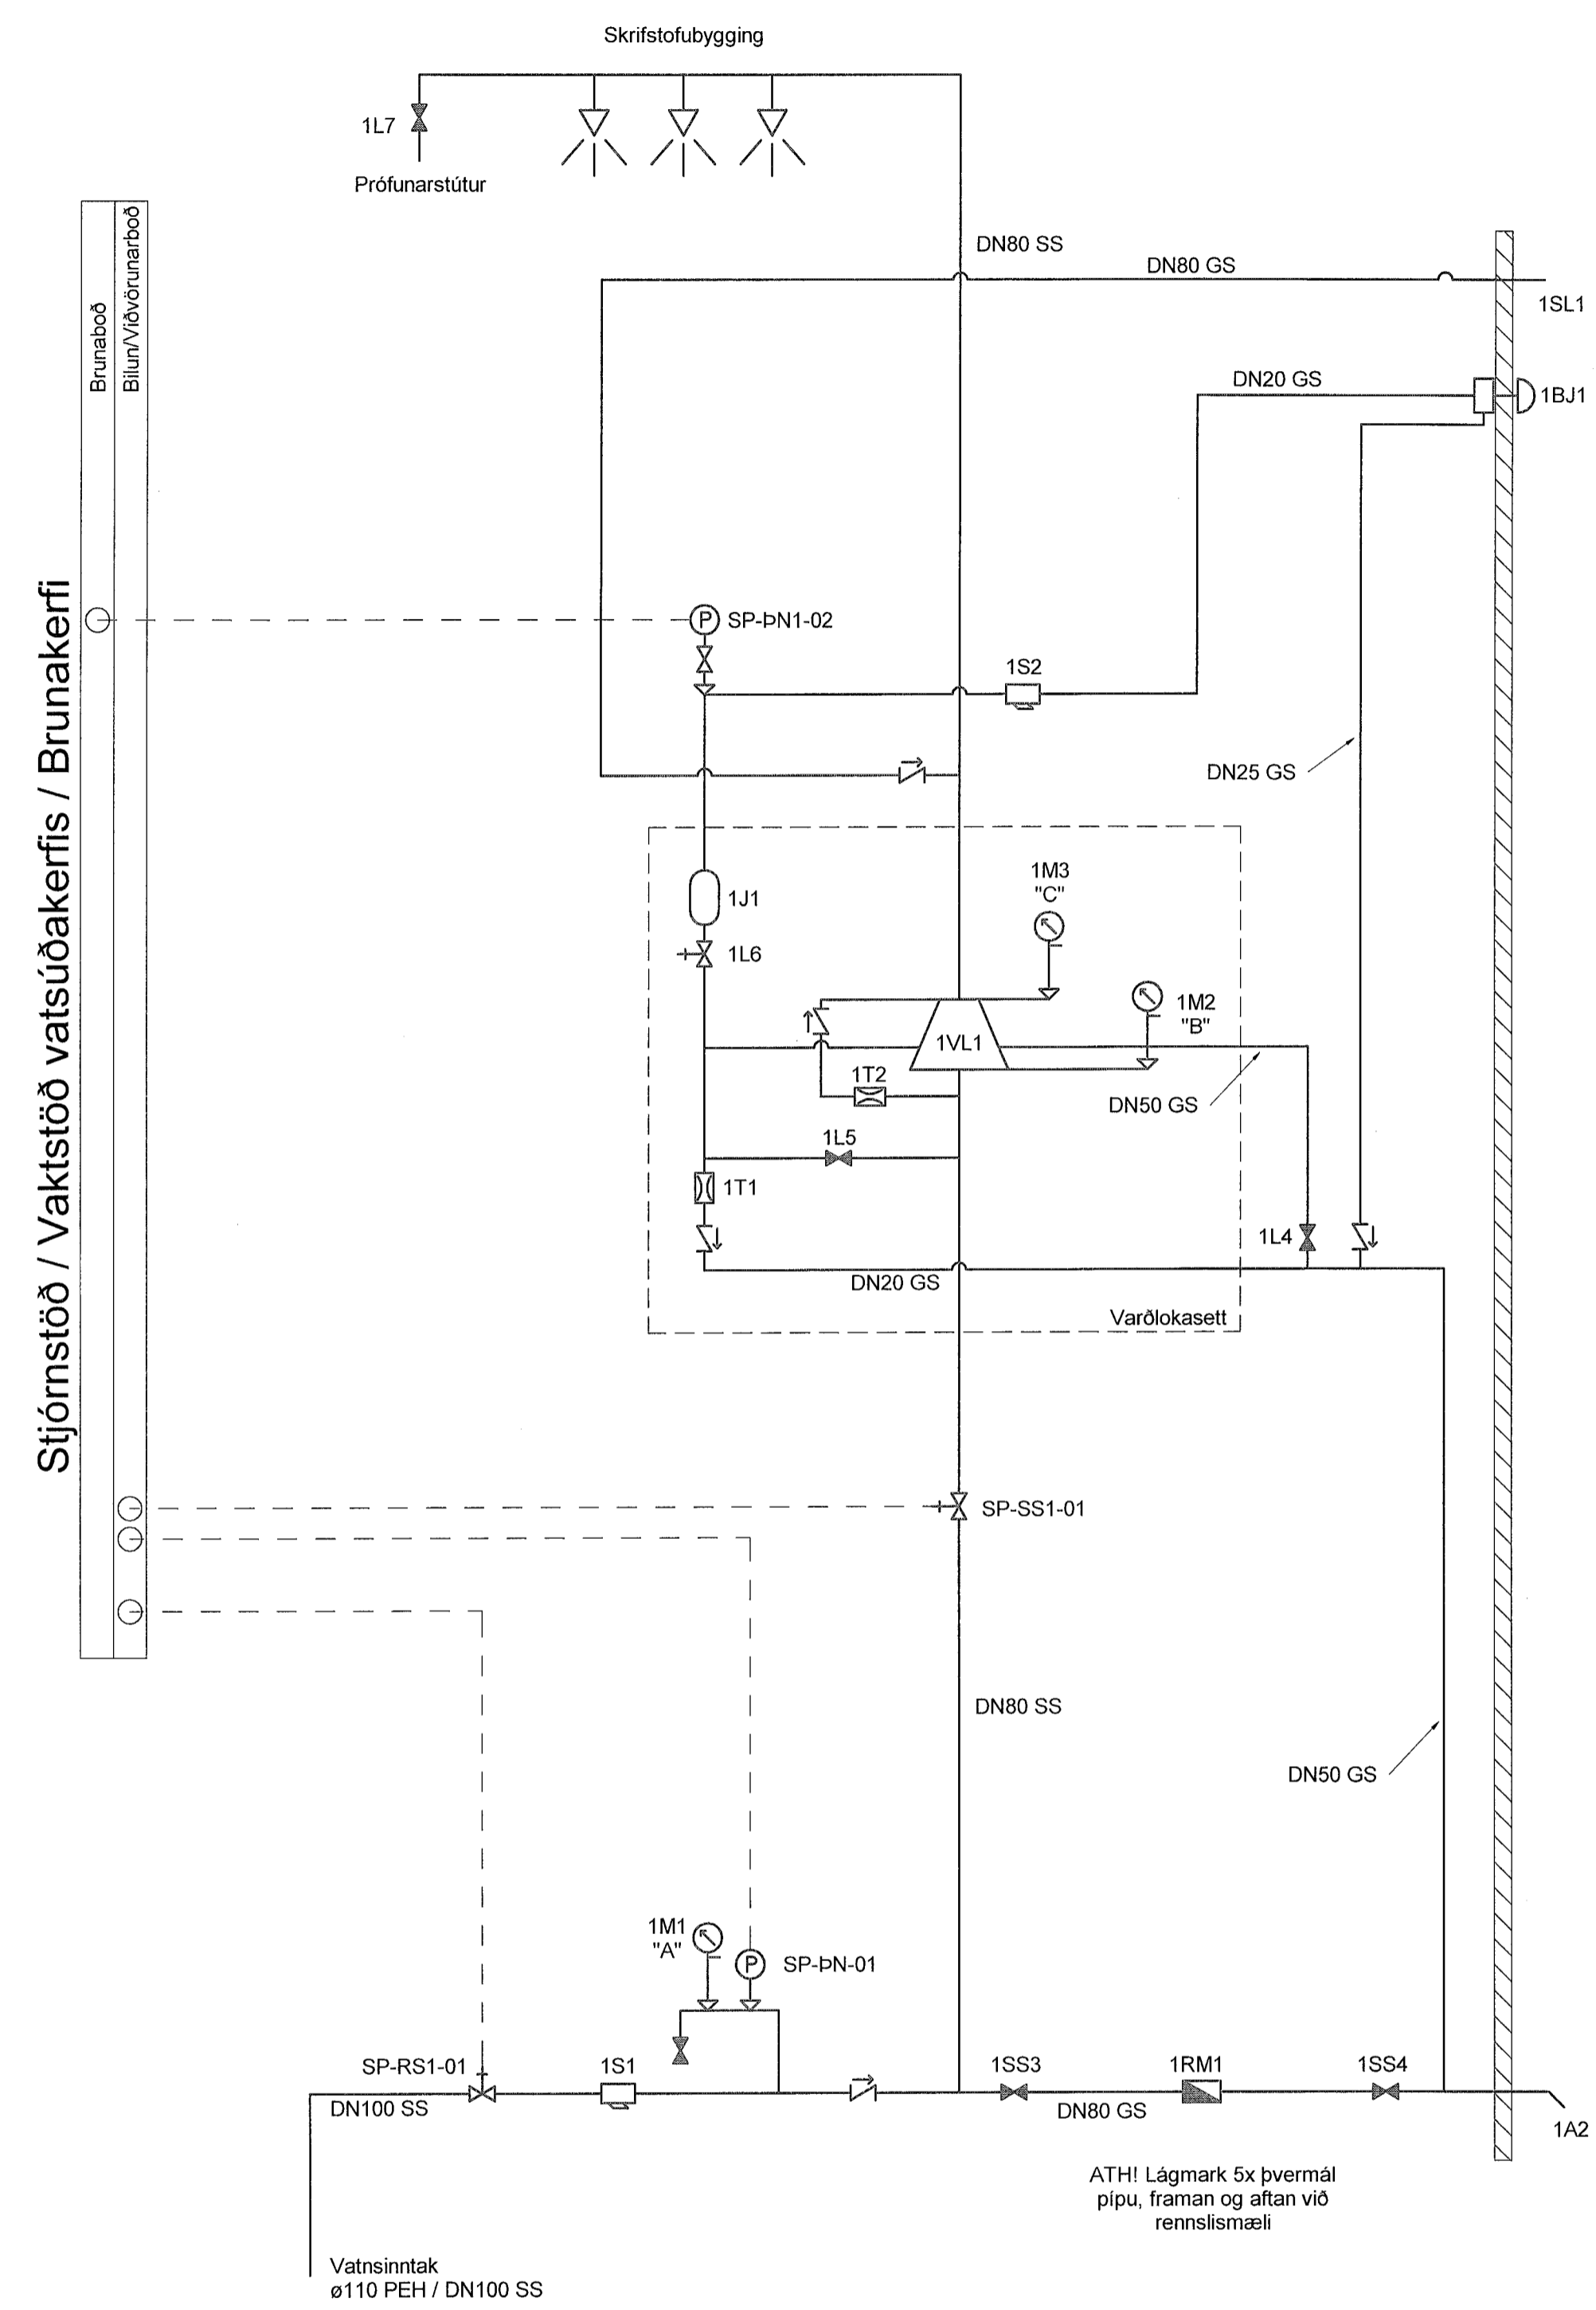 Skrifstofubygging
1L7
Prófunarstútur
Stjórnstöð / Vaktstöð vatsúðakerfis / Brunakerfi
Brunaboð
Bilun/Viðvörunarboð
DN80 SS
DN80 GS
1SL1
DN20 GS
1BJ1
P
SP-ÞN1-02
1S2
DN25 GS
1M3
"C"
1J1
1L6
1M2
"B"
1VL1
1T2
DN50 GS
1L5
1T1
1L4
DN20 GS
Varðlokasett
SP-SS1-01
DN80 SS
DN50 GS
1M1
"A"
P
SP-ÞN-01
SP-RS1-01
1S1
1SS3
1RM1
1SS4
DN100 SS
DN80 GS
1A2
ATH! Lágmark 5x þvermál
pípu, framan og aftan við
rennslismæli
Vatnsinntak
ø110 PEH / DN100 SS